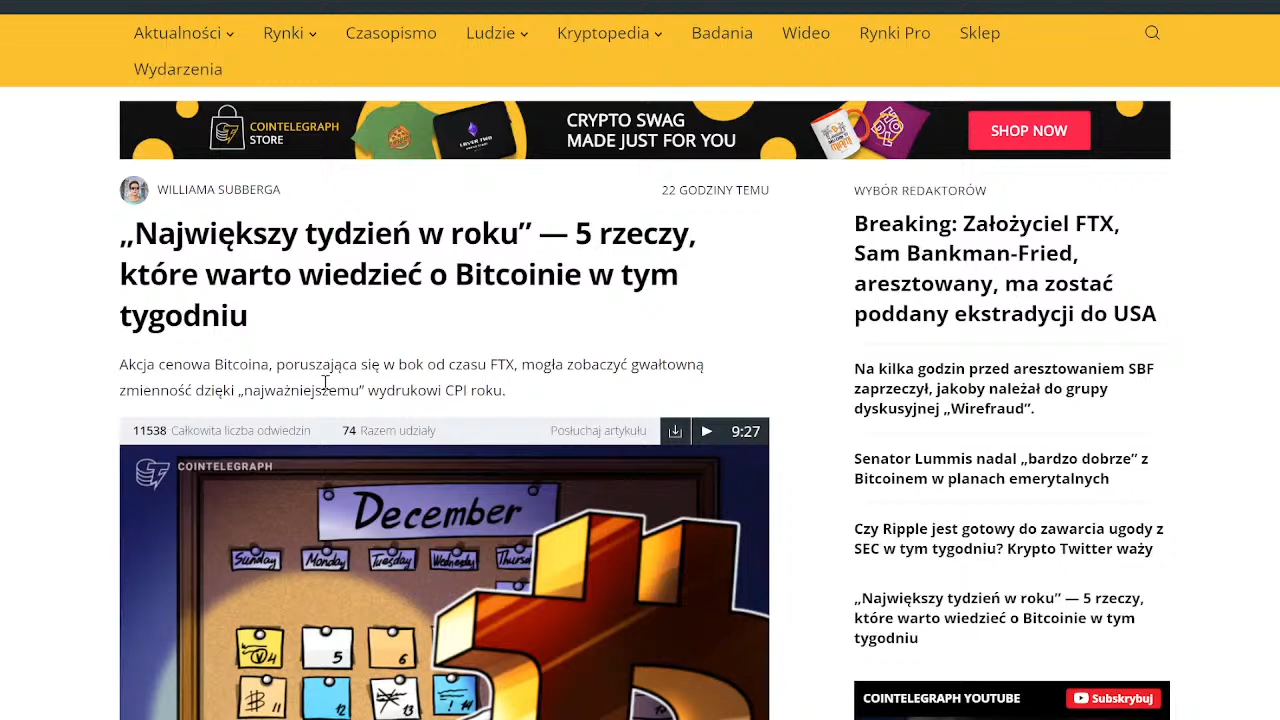 Aktualności Rynki Czasopismo Ludzie Kryptopedia Badania Wideo Rynki Pro Sklep
Wydarzenia
COINTELEGRAPH
STORE
CRYPTO SWAG
MADE JUST FOR YOU
SHOP NOW
WILLIAMA SUBBERGA
22 GODZINY TEMU
„Największy tydzień w roku” — 5 rzeczy,
które warto wiedzieć o Bitcoinie w tym
tygodniu
Akcja cenowa Bitcoina, poruszająca się w bok od czasu FTX, mogła zobaczyć gwałtowną
zmienność dzięki „najważniejszemu” wydrukowi CPI roku.
11538 Całkowita liczba odwiedzin 74 Razem udziały Posłuchaj artykułu 9:27
COINTELEGRAPH
December
Sunday Monday Tuesday Wednesday Thurs
4 5 6
11 12 13 14
WYBÓR REDAKTORÓW
Breaking: Założyciel FTX,
Sam Bankman-Fried,
aresztowany, ma zostać
poddany ekstradycji do USA
Na kilka godzin przed aresztowaniem SBF
zaprzeczył, jakoby należał do grupy
dyskusyjnej „Wirefraud”.
Senator Lummis nadal „bardzo dobrze” z
Bitcoinem w planach emerytalnych
Czy Ripple jest gotowy do zawarcia ugody z
SEC w tym tygodniu? Krypto Twitter waży
„Największy tydzień w roku” — 5 rzeczy,
które warto wiedzieć o Bitcoinie w tym
tygodniu
COINTELEGRAPH YOUTUBE
Subskrybuj